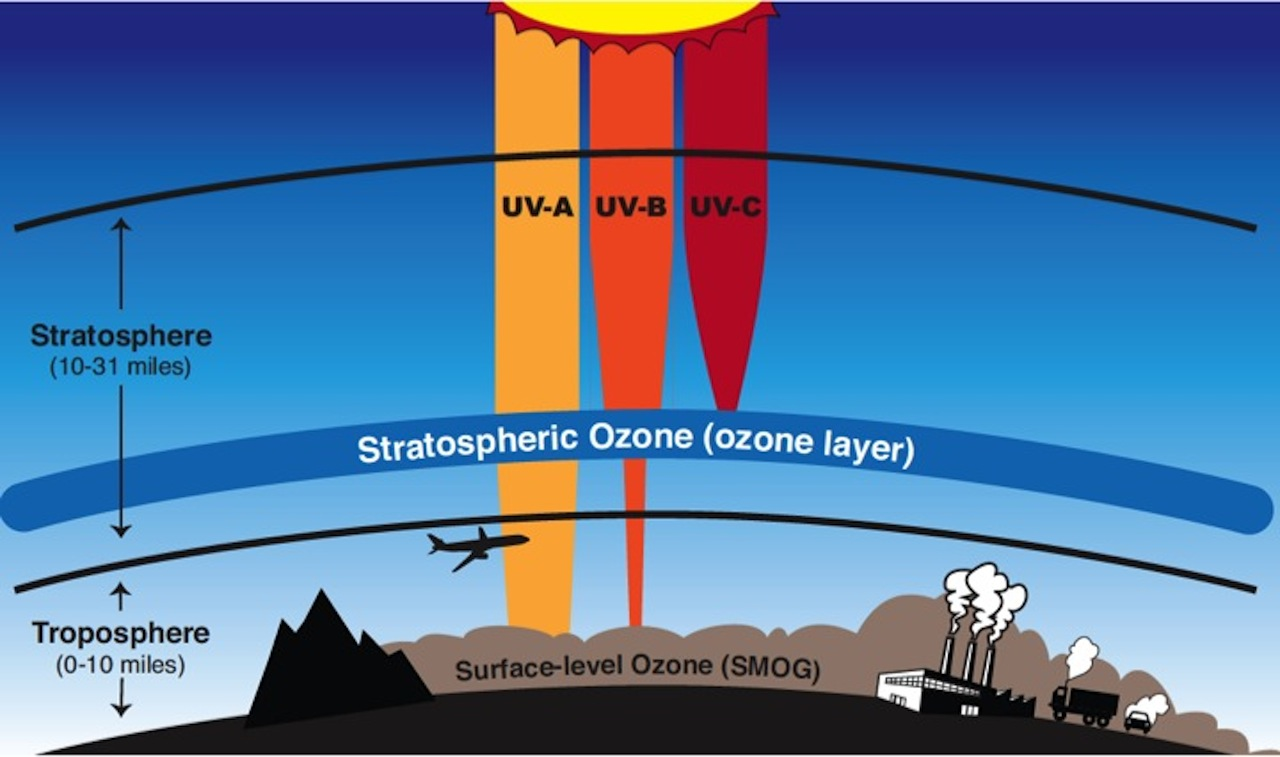 UV-A UV-B UV-C
Stratosphere
(10-31 miles)
Stratospheric Ozone (ozone layer)
Troposphere
(0-10 miles)
Surface-level Ozone (SMOG)